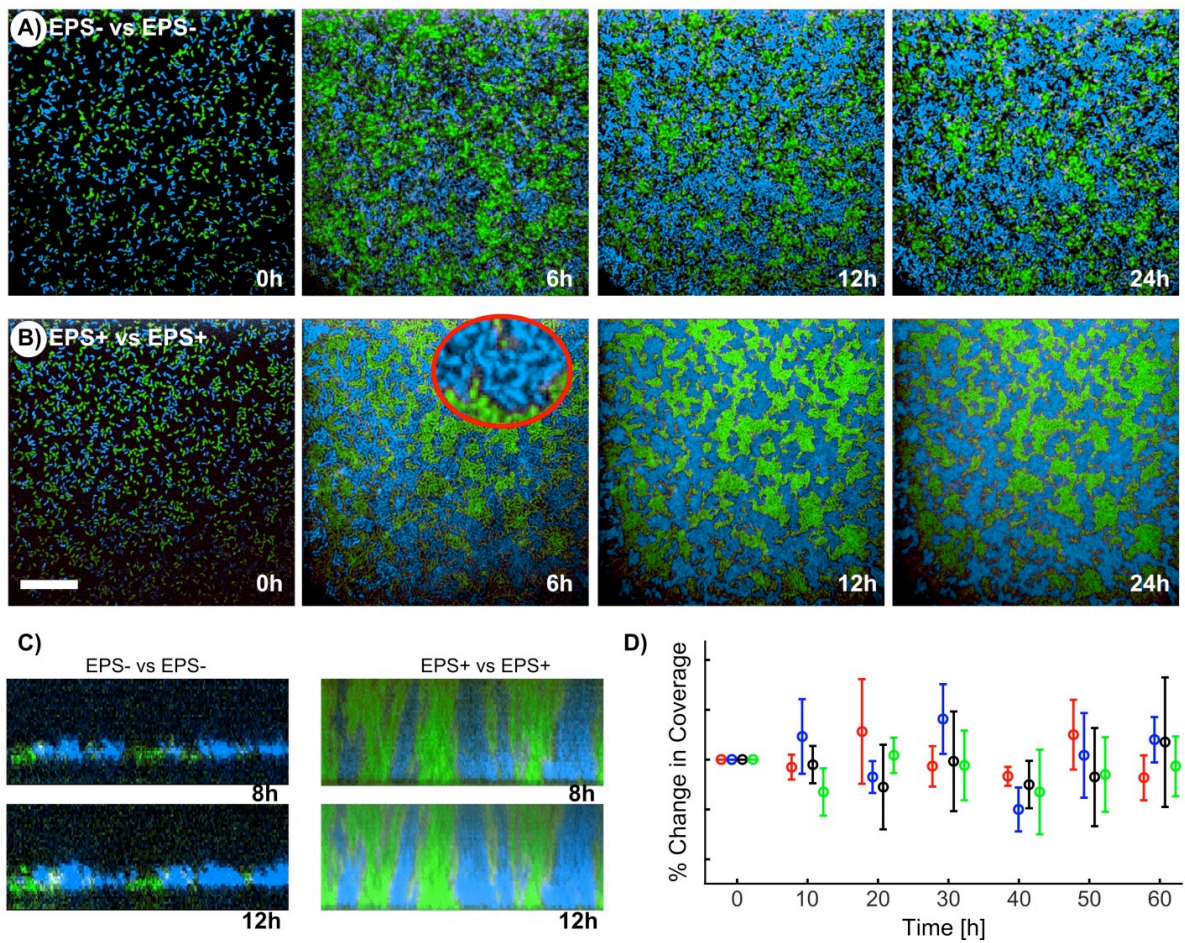 A) EPS- vs EPS-
0h
6h
12h
24h
B) EPS+ vs EPS+
0h
6h
12h
24h
C)
EPS- vs EPS-
EPS+ vs EPS+
8h
8h
12h
12h
D)
% Change in Coverage
0 10 20 30 40 50 60
Time [h]